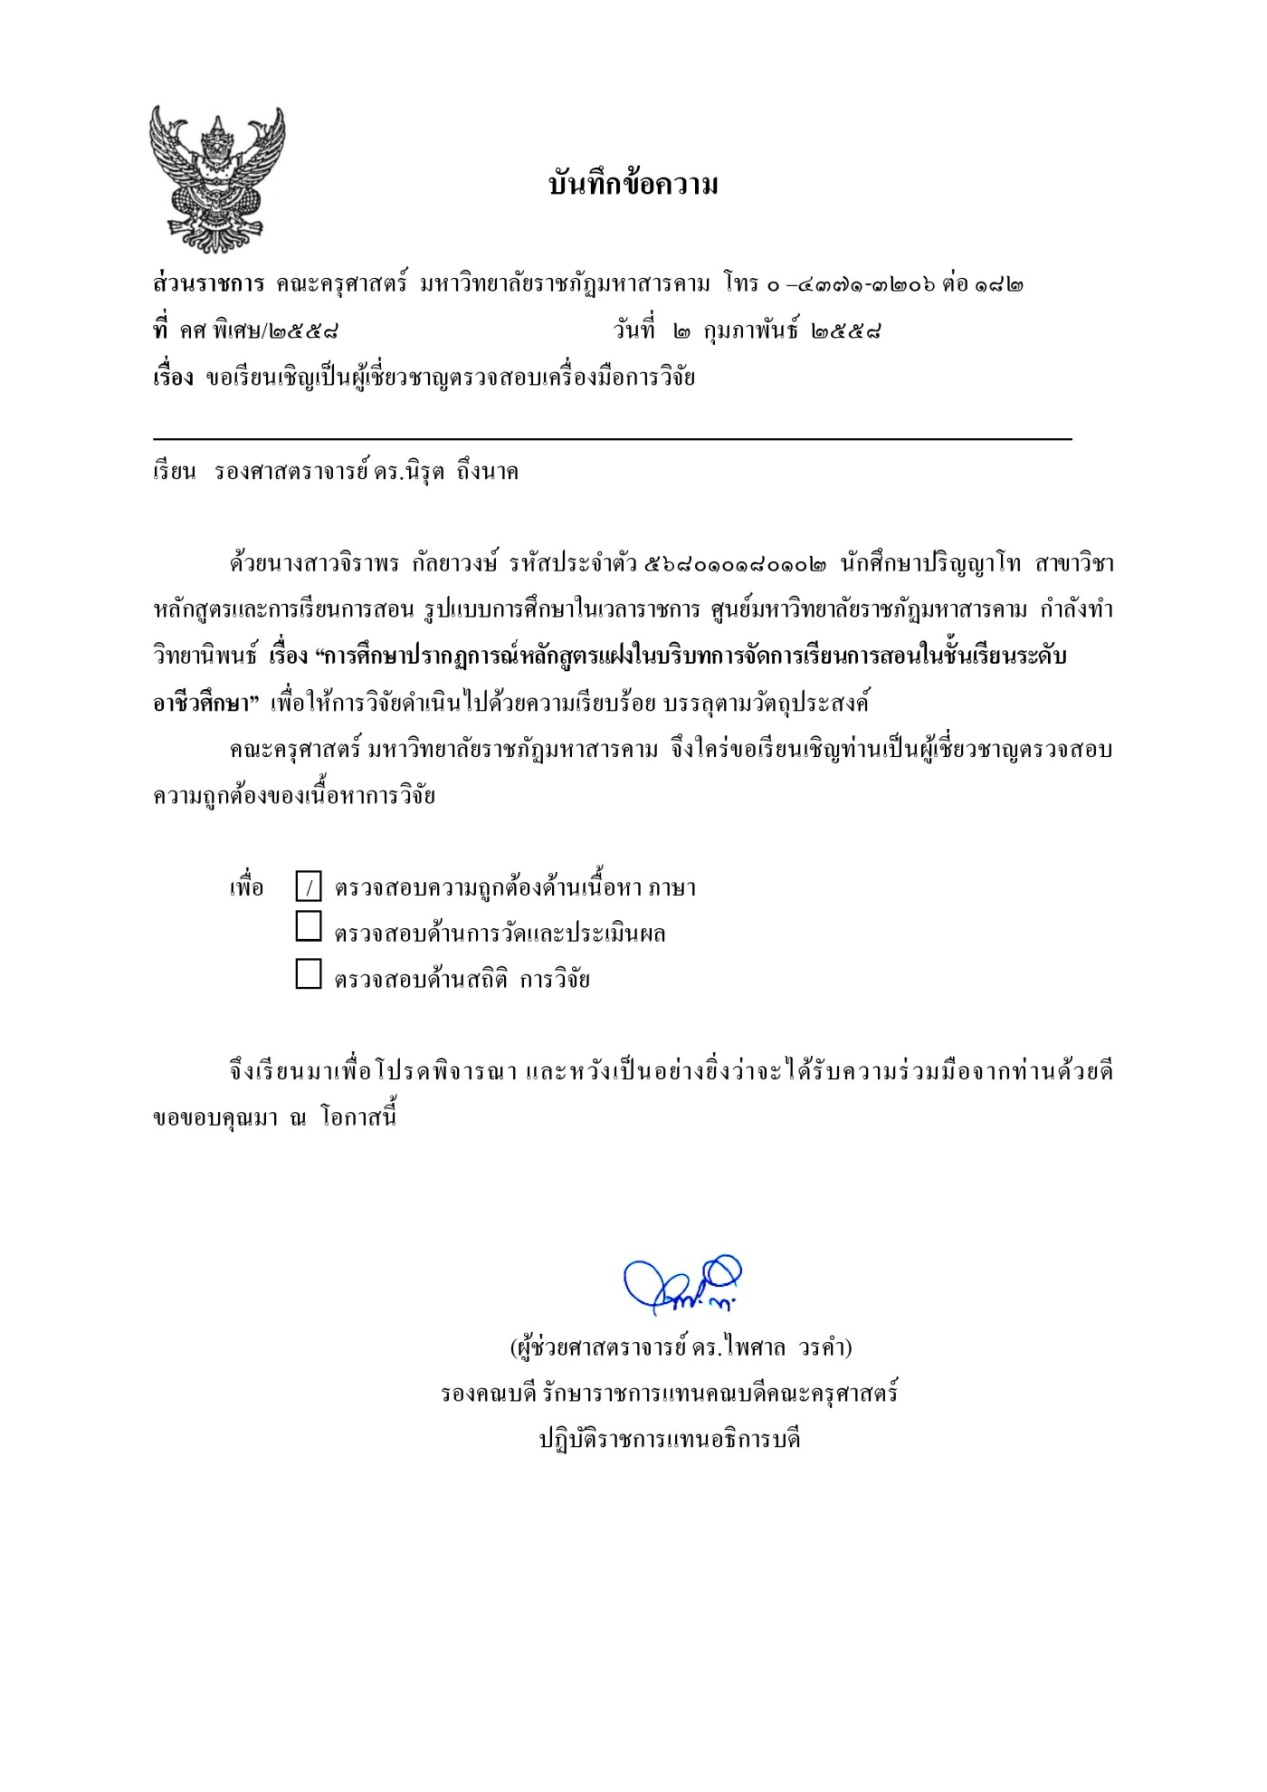 บันทึกข้อความ
ส่วนราชการ คณะครุศาสตร์ มหาวิทยาลัยราชภัฏมหาสารคาม โทร ๐ –๔๓๗๑-๓๒๐๖ ต่อ ๑๘๒
ที่ คศ พิเศษ/๒๕๕๘ วันที่ ๒ กุมภาพันธ์ ๒๕๕๘
เรื่อง ขอเรียนเชิญเป็นผู้เชี่ยวชาญตรวจสอบเครื่องมือการวิจัย
เรียน รองศาสตราจารย์ ดร.นิรุต ถึงนาค
ด้วยนางสาวจิราพร กัลยาวงษ์ รหัสประจำตัว ๕๖๘๐๑๐๑๘๐๑๐๒ นักศึกษาปริญญาโท สาขาวิชา
หลักสูตรและการเรียนการสอน รูปแบบการศึกษาในเวลาราชการ ศูนย์มหาวิทยาลัยราชภัฏมหาสารคาม กำลังทำ
วิทยานิพนธ์ เรื่อง “การศึกษาปรากฏการณ์หลักสูตรแฝงในบริบทการจัดการเรียนการสอนในชั้นเรียนระดับ
อาชีวศึกษา” เพื่อให้การวิจัยดำเนินไปด้วยความเรียบร้อย บรรลุตามวัตถุประสงค์
คณะครุศาสตร์ มหาวิทยาลัยราชภัฏมหาสารคาม จึงใคร่ขอเรียนเชิญท่านเป็นผู้เชี่ยวชาญตรวจสอบ
ความถูกต้องของเนื้อหาการวิจัย
เพื่อ / ตรวจสอบความถูกต้องด้านเนื้อหา ภาษา
ตรวจสอบด้านการวัดและประเมินผล
ตรวจสอบด้านสถิติ การวิจัย
จึงเรียนมาเพื่อโปรดพิจารณา และหวังเป็นอย่างยิ่งว่าจะได้รับความร่วมมือจากท่านด้วยดี
ขอขอบคุณมา ณ โอกาสนี้
(ผู้ช่วยศาสตราจารย์ ดร.ไพศาล วรคำ)
รองคณบดี รักษาราชการแทนคณบดีคณะครุศาสตร์
ปฏิบัติราชการแทนอธิการบดี